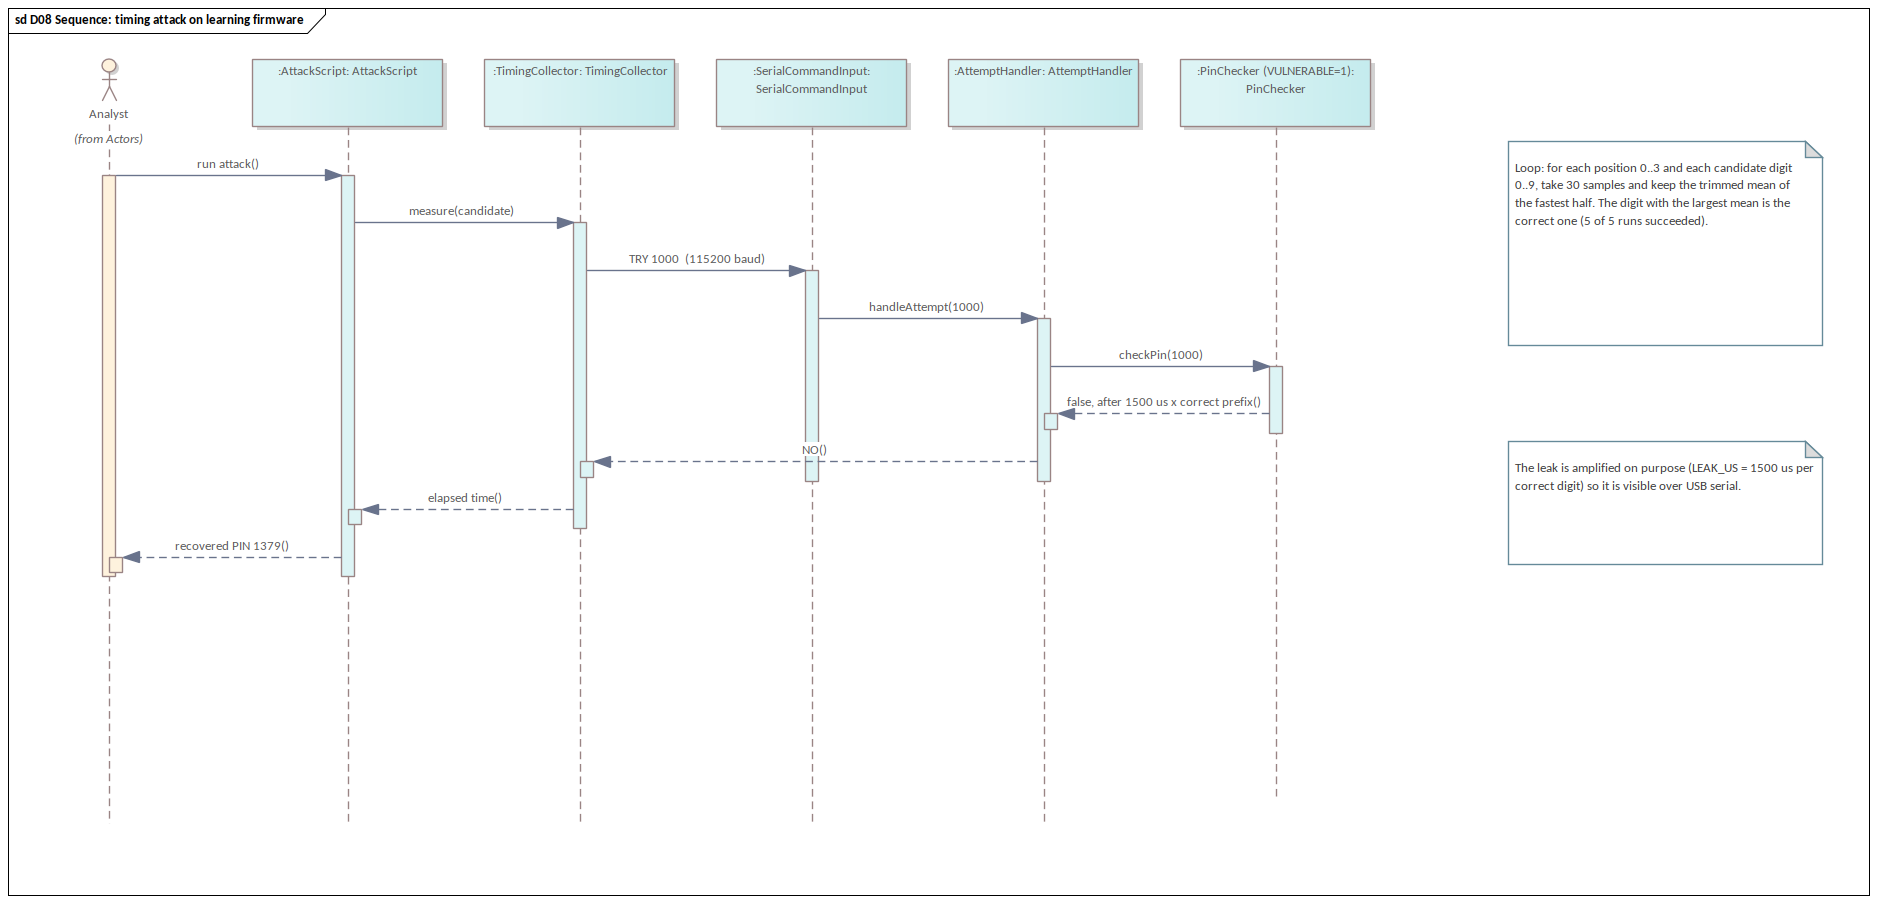 sd D08 Sequence: timing attack on learning firmware
Analyst
(from Actors)
:AttackScript: AttackScript
:TimingCollector: TimingCollector
:SerialCommandInput:
SerialCommandInput
:AttemptHandler: AttemptHandler
:PinChecker (VULNERABLE=1):
PinChecker
run attack()
measure(candidate)
TRY 1000  (115200 baud)
handleAttempt(1000)
checkPin(1000)
false, after 1500 us x correct prefix()
NO()
elapsed time()
recovered PIN 1379()
Loop: for each position 0..3 and each candidate digit
0..9, take 30 samples and keep the trimmed mean of
the fastest half. The digit with the largest mean is the
correct one (5 of 5 runs succeeded).
The leak is amplified on purpose (LEAK_US = 1500 us per
correct digit) so it is visible over USB serial.